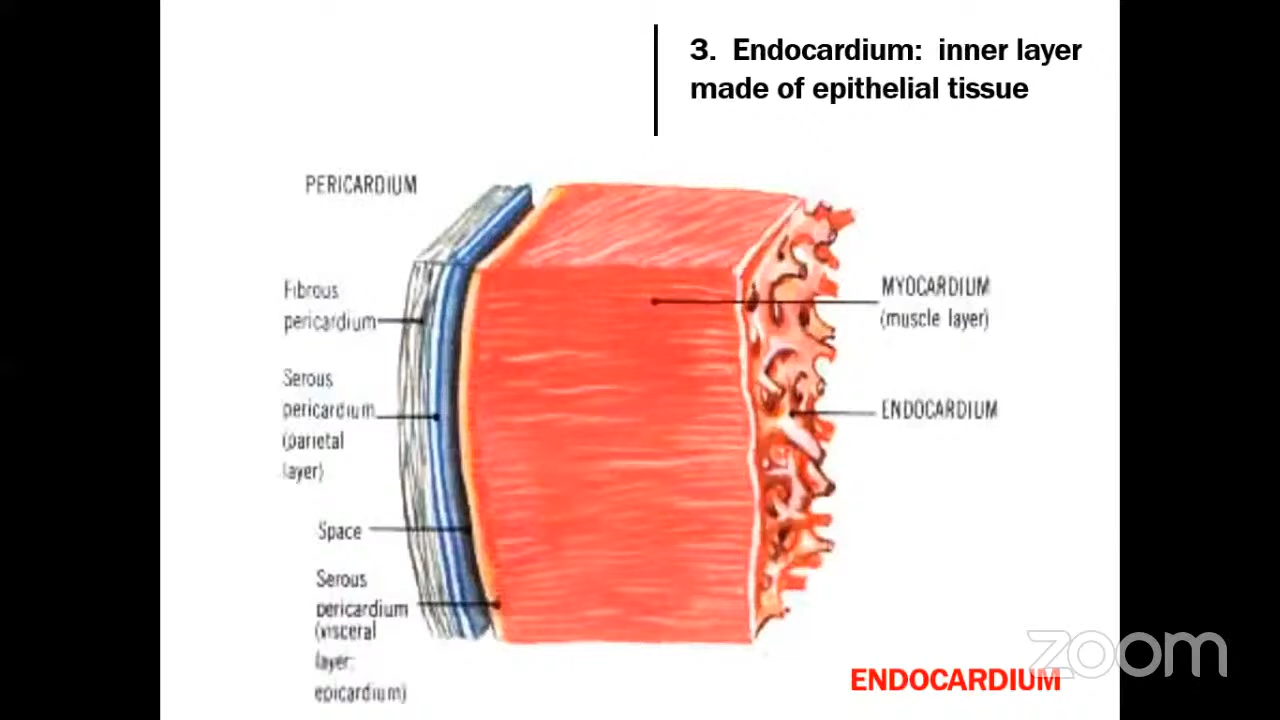 3. Endocardium: inner layer
made of epithelial tissue
PERICARDIUM
Fibrous
pericardium
Serous
pericardium
(parietal
layer)
Space
Serous
pericardium
(visceral
layer:
epicardium)
MYOCARDIUM
(muscle layer)
ENDOCARDIUM
ENDOCARDIUM
zoom